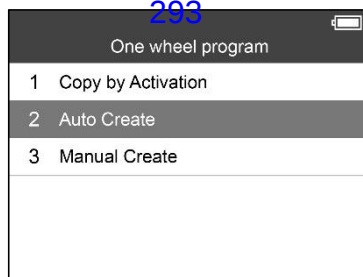 293
One wheel program
1 Copy by Activation
2 Auto Create
3 Manual Create